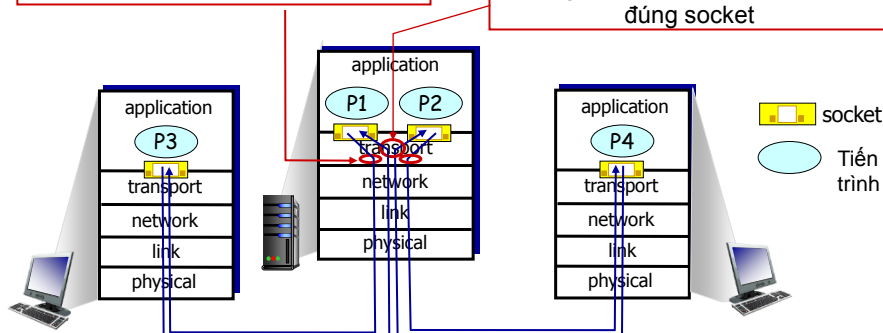 đúng socket
application
P1 P2
transport
network
link
physical
application
P3
transport
network
link
physical
application
P4
transport
network
link
physical
socket
Tiến
trình